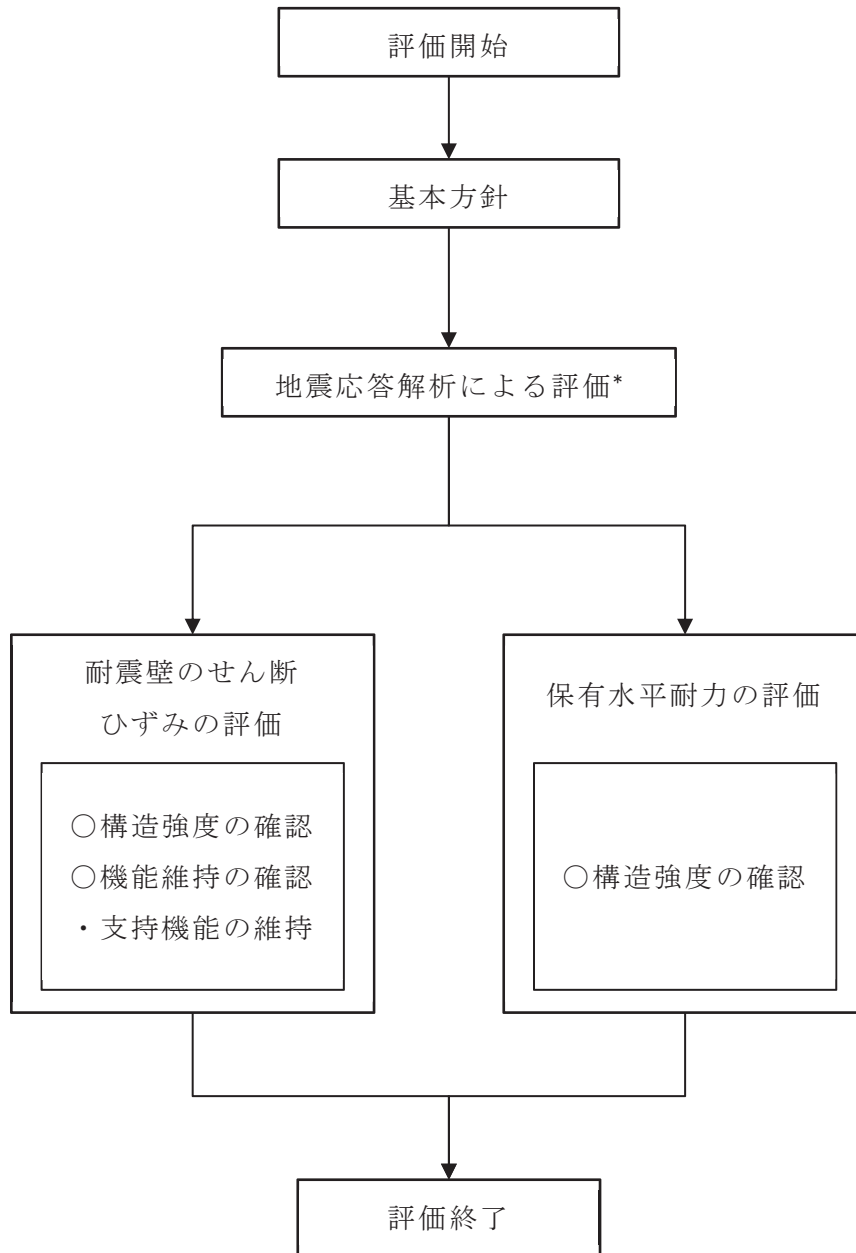 評価開始
基本方針
地震応答解析による評価*
耐震壁のせん断
ひずみの評価
○構造強度の確認
○機能維持の確認
・支持機能の維持
保有水平耐力の評価
○構造強度の確認
評価終了